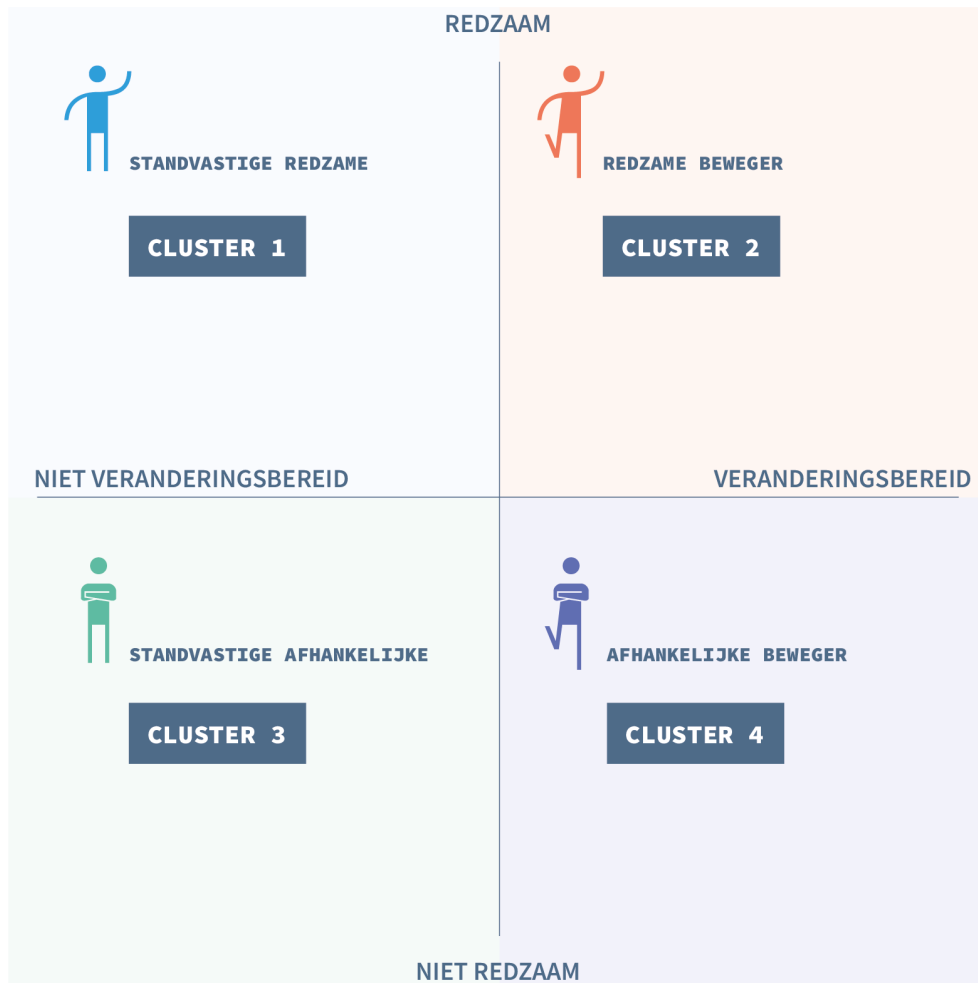 REDZAAM
STANDVASTIGE REDZAME
REDZAME BEWEGER
CLUSTER 1
CLUSTER 2
NIET VERANDERINGSBEREID
VERANDERINGSBEREID
STANDVASTIGE AFHANKELIJKE
AFHANKELIJKE BEWEGER
CLUSTER 3
CLUSTER 4
NIET REDZAAM